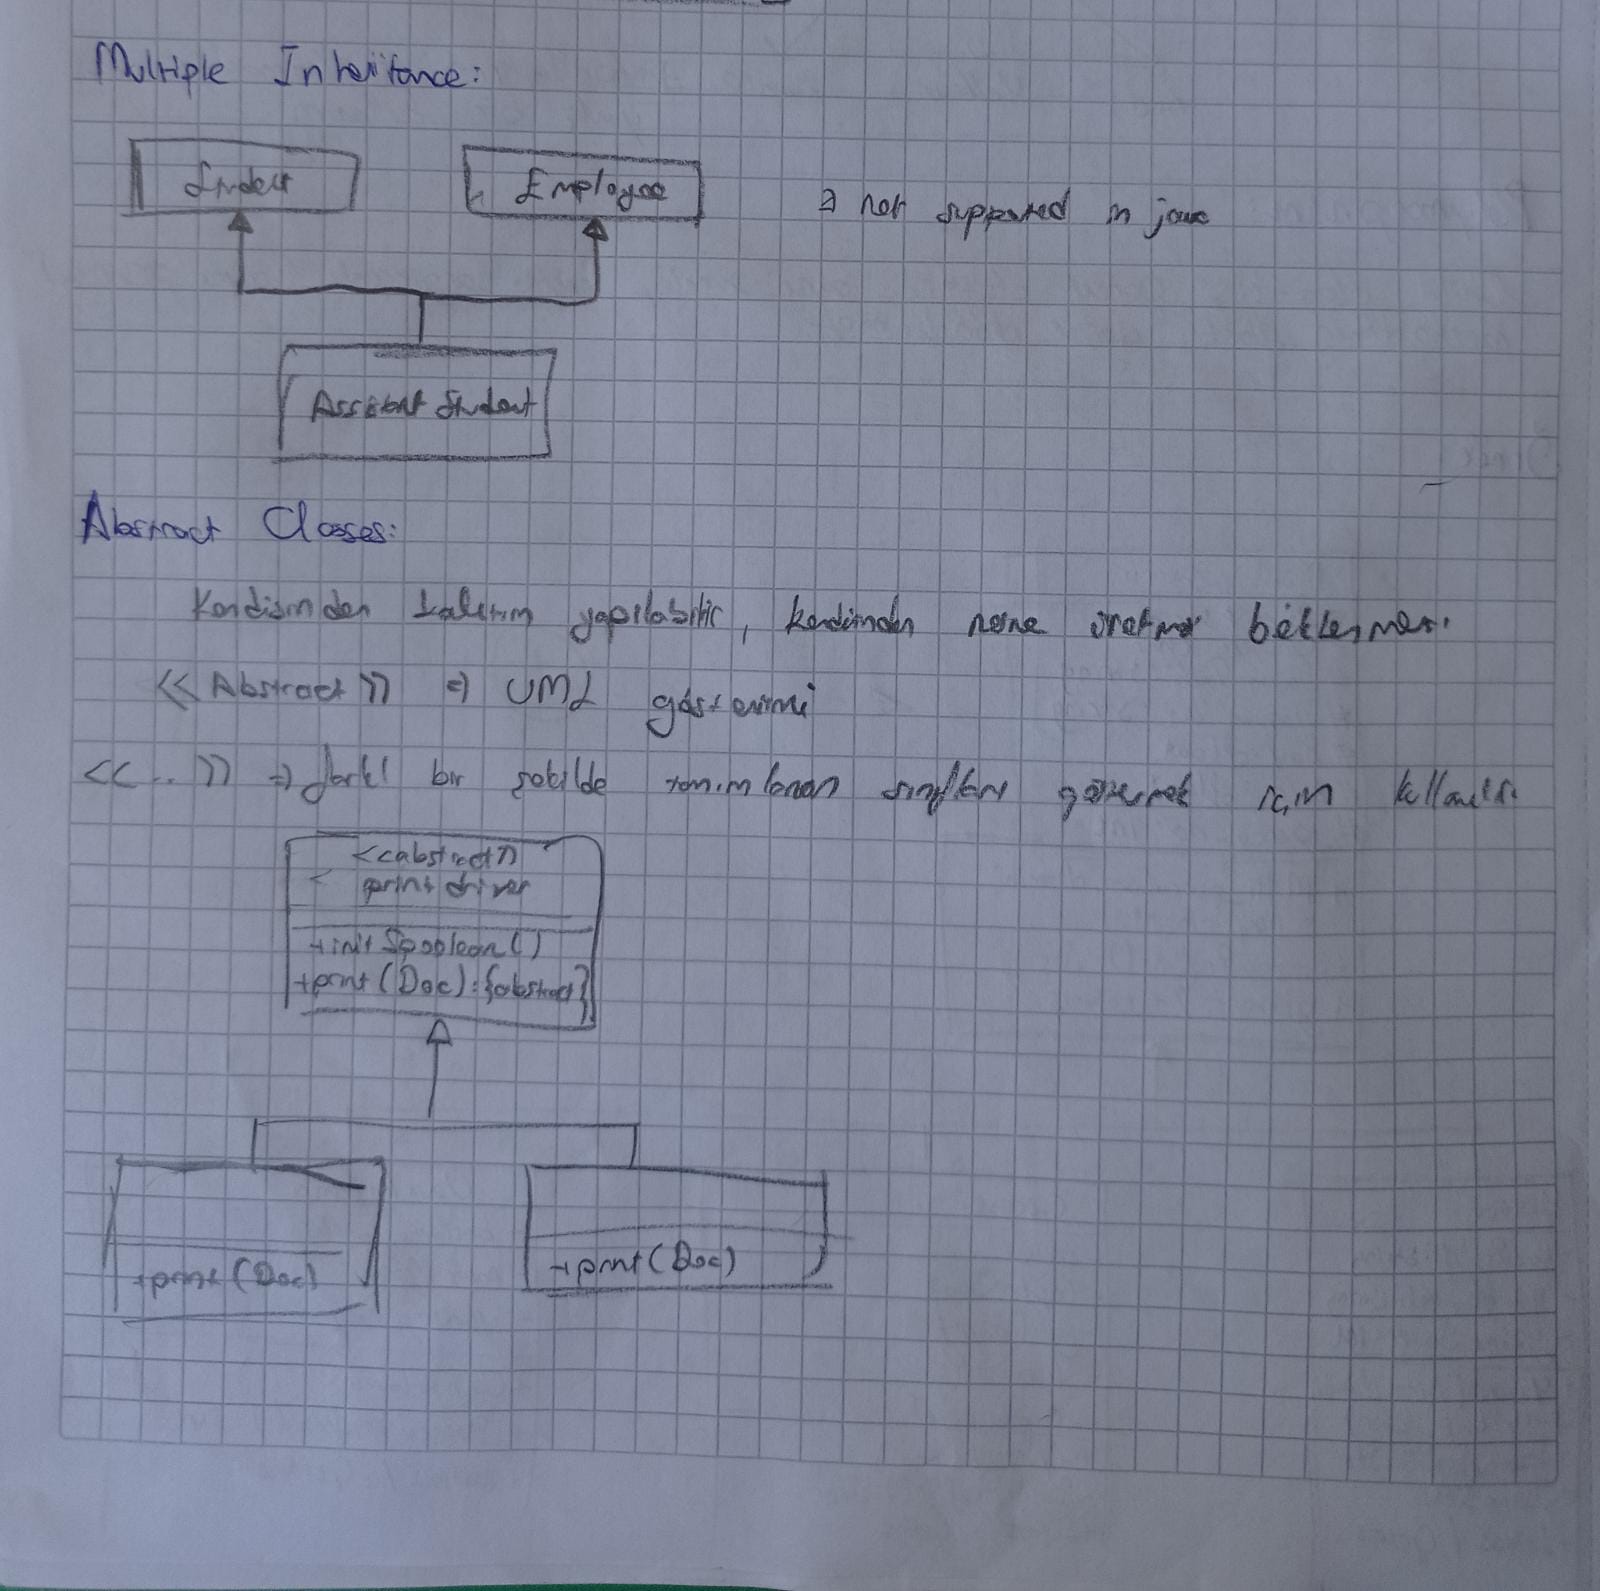 Multiple Inheritance:
Student
Employee
⇒ not supported in java
Assistant Student
Abstract Classes:
Kendisinden kalıtım yapılabilir, kendinden nesne üretmesi beklenmez.
<<Abstract>> ⇒ UML gösterimi
<<..>> ⇒ farklı bir şekilde tanımlanan sınıfları göstermek için kullanılır.
<<abstract>>
print driver
+init Spoolean()
+print(Doc):{abstract}
+print(Doc)
+print(Doc)